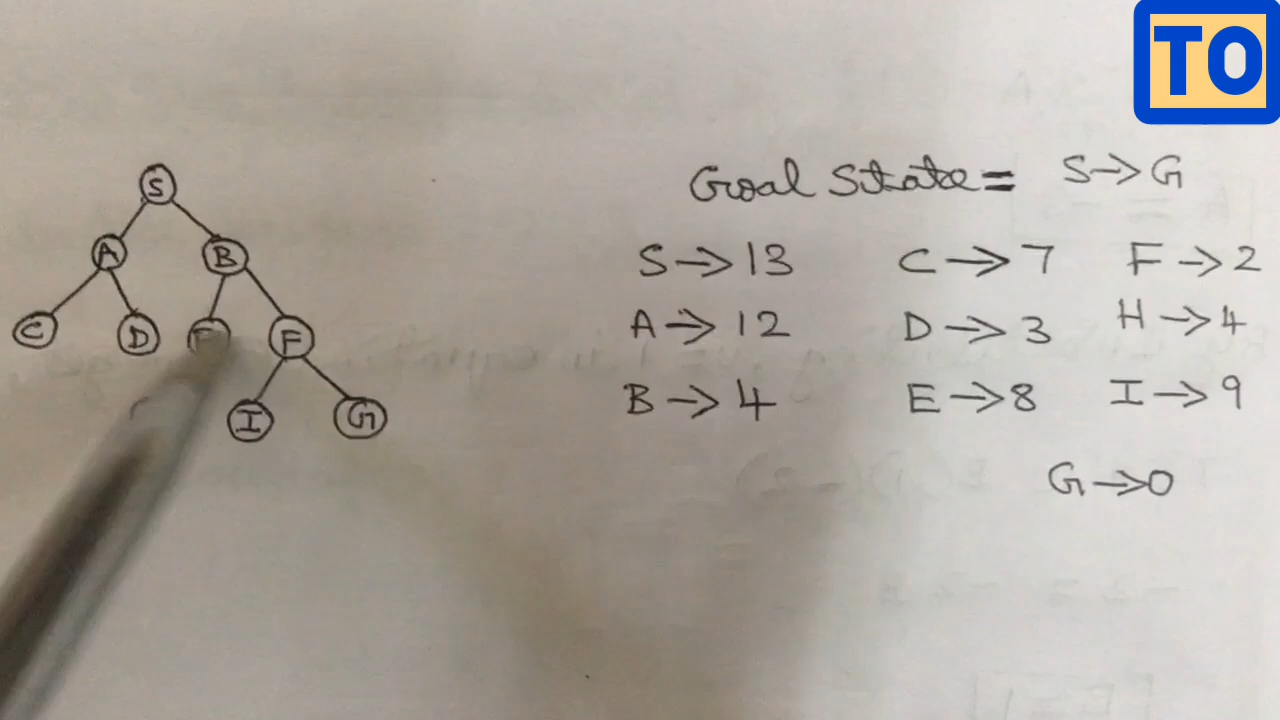 TO
Goal State = S→G
S→13 C→7 F→2
A→12 D→3 H→4
B→4 E→8 I→9
G→0
S
A B
C D F
I G